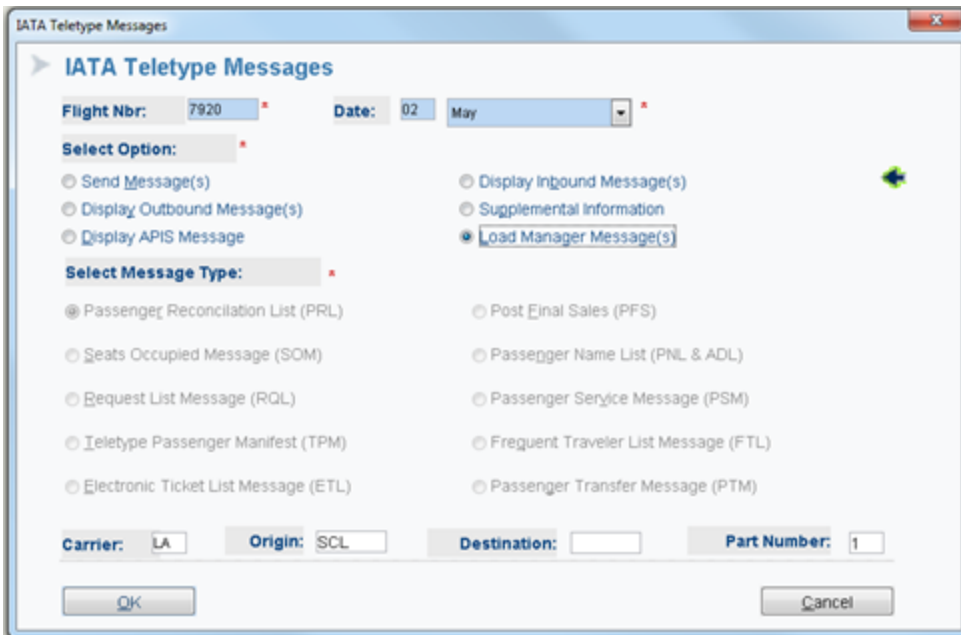 IATA Teletype Messages
IATA Teletype Messages
Flight Nbr: 7920 * Date: 02 May *
Select Option: *
Send Message(s) Display Inbound Message(s)
Display Outbound Message(s) Supplemental Information
Display APIS Message Load Manager Message(s)
Select Message Type: *
Passenger Reconcilation List (PRL) Post Final Sales (PFS)
Seats Occupied Message (SOM) Passenger Name List (PNL & ADL)
Request List Message (RQL) Passenger Service Message (PSM)
Teletype Passenger Manifest (TPM) Frequent Traveler List Message (FTL)
Electronic Ticket List Message (ETL) Passenger Transfer Message (PTM)
Carrier: LA Origin: SCL Destination: Part Number: 1
OK Cancel